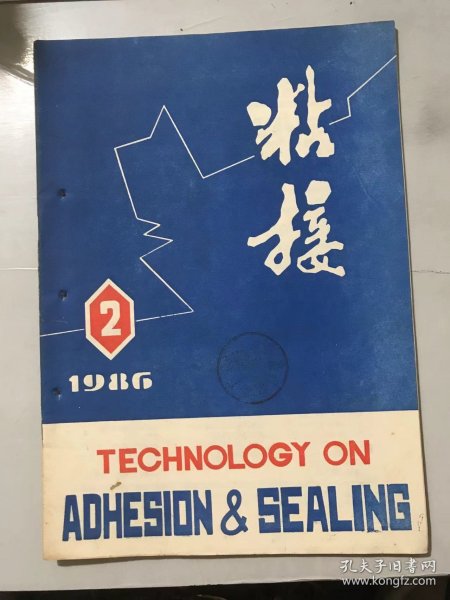 粘接
2
1986
TECHNOLOGY ON
ADHESION & SEALING
孔夫子旧书网
www.kongfz.com